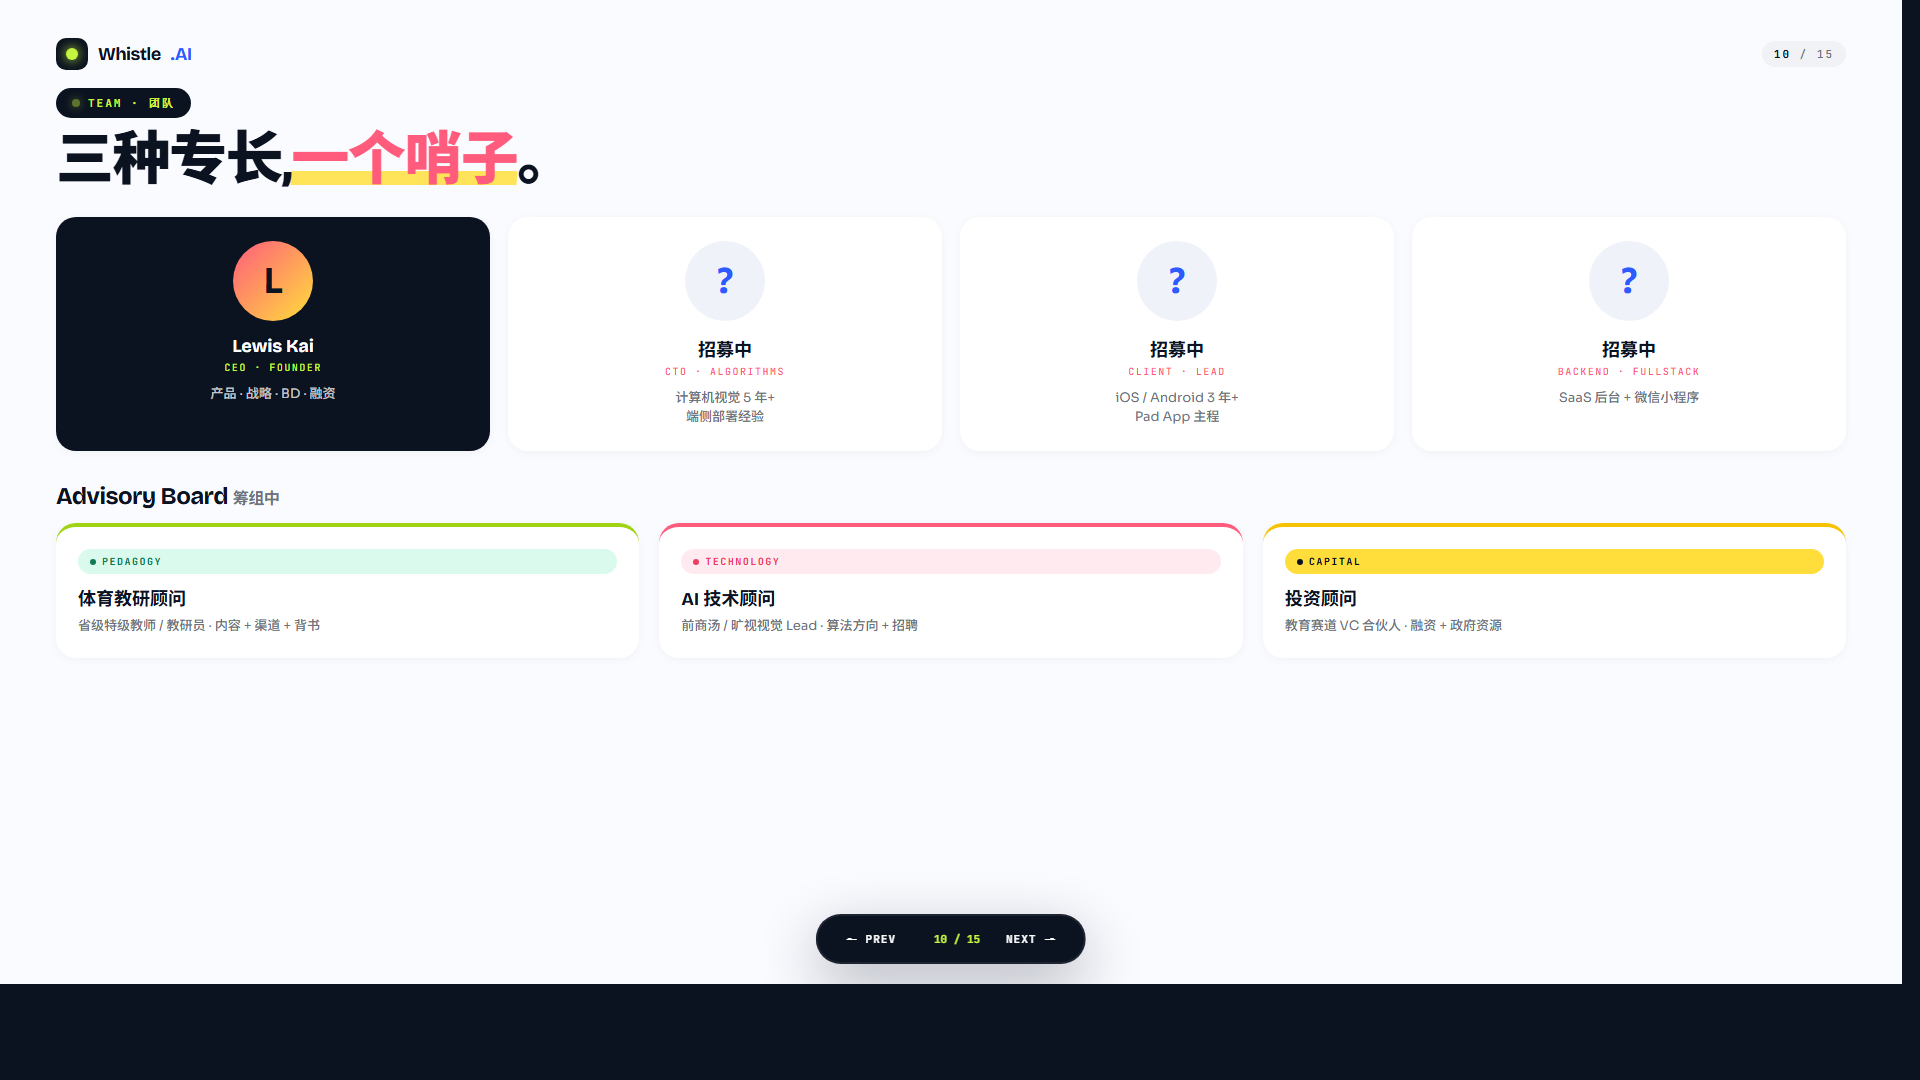 Whistle .AI
10 / 15
TEAM · 团队
三种专长,一个哨子。
L
Lewis Kai
CEO · FOUNDER
产品 · 战略 · BD · 融资
?
招募中
CTO · ALGORITHMS
计算机视觉 5 年+
端侧部署经验
?
招募中
CLIENT · LEAD
iOS / Android 3 年+
Pad App 主程
?
招募中
BACKEND · FULLSTACK
SaaS 后台 + 微信小程序
Advisory Board 筹组中
PEDAGOGY
体育教研顾问
省级特级教师 / 教研员 · 内容 + 渠道 + 背书
TECHNOLOGY
AI 技术顾问
前商汤 / 旷视视觉 Lead · 算法方向 + 招聘
CAPITAL
投资顾问
教育赛道 VC 合伙人 · 融资 + 政府资源
← PREV
10 / 15
NEXT →